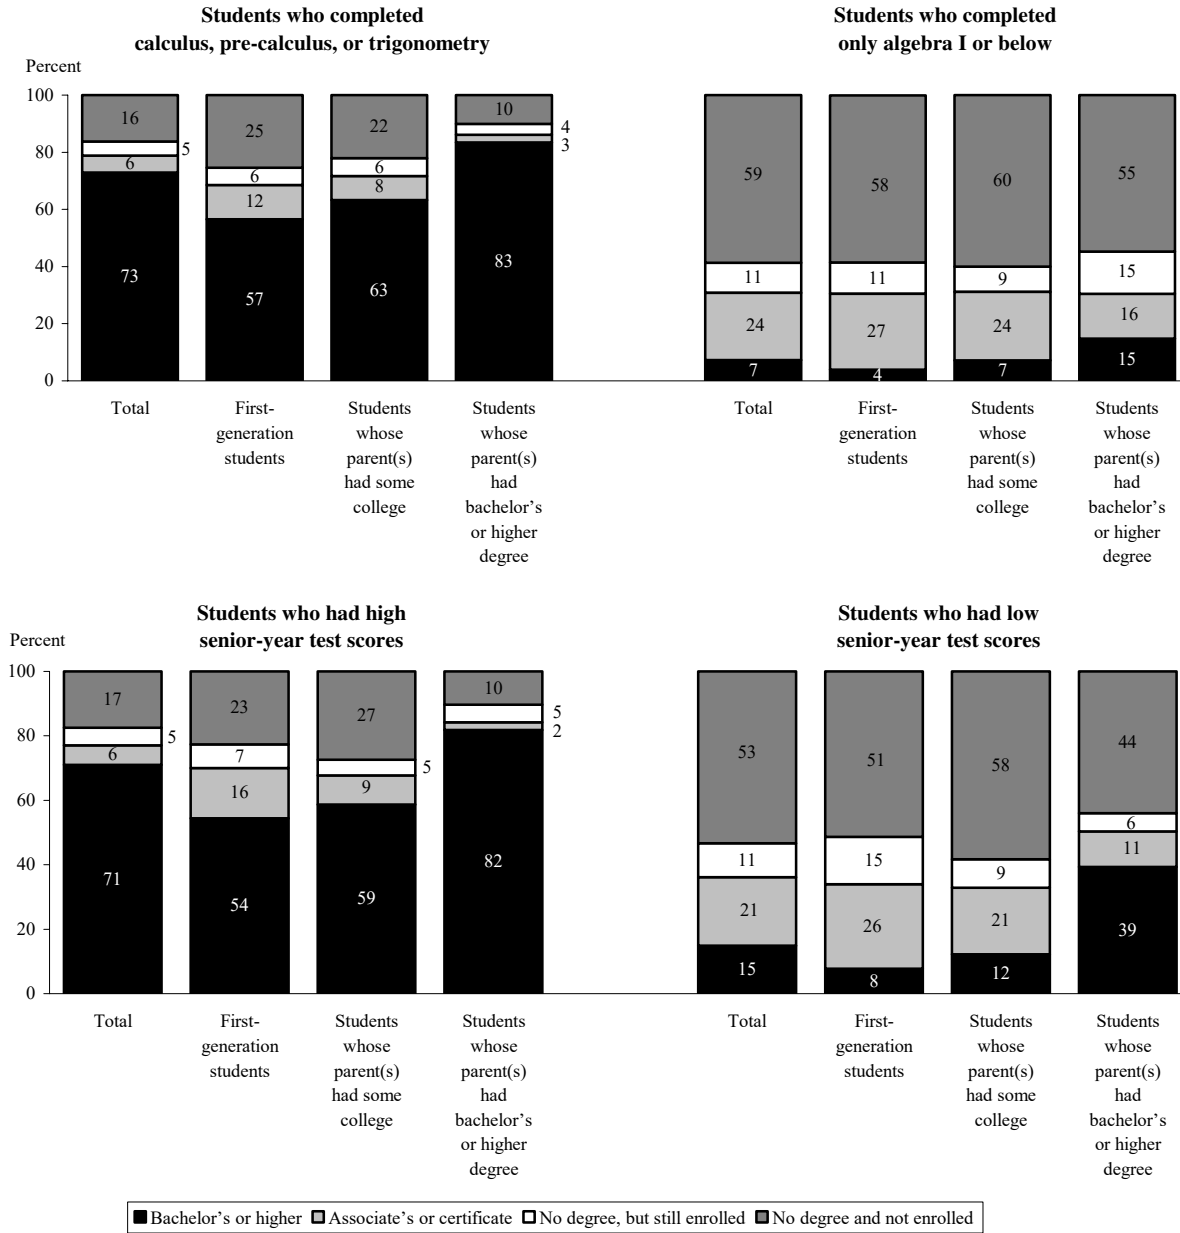 Students who completed
calculus, pre-calculus, or trigonometry
Students who completed
only algebra I or below
Percent
100
80
60
40
20
0
16
5
6
73
25
6
12
57
22
6
8
63
10
4
3
83
59
11
24
7
58
11
27
4
60
9
24
7
55
15
16
15
Total
First-
generation
students
Students
whose
parent(s)
had some
college
Students
whose
parent(s)
had
bachelor's
or higher
degree
Total
First-
generation
students
Students
whose
parent(s)
had some
college
Students
whose
parent(s)
had
bachelor's
or higher
degree
Students who had high
senior-year test scores
Students who had low
senior-year test scores
Percent
100
80
60
40
20
0
17
5
6
71
23
7
16
54
27
5
9
59
10
5
2
82
53
11
21
15
51
15
26
8
58
9
21
12
44
6
11
39
Total
First-
generation
students
Students
whose
parent(s)
had some
college
Students
whose
parent(s)
had
bachelor's
or higher
degree
Total
First-
generation
students
Students
whose
parent(s)
had some
college
Students
whose
parent(s)
had
bachelor's
or higher
degree
Bachelor's or higher Associate's or certificate No degree, but still enrolled No degree and not enrolled